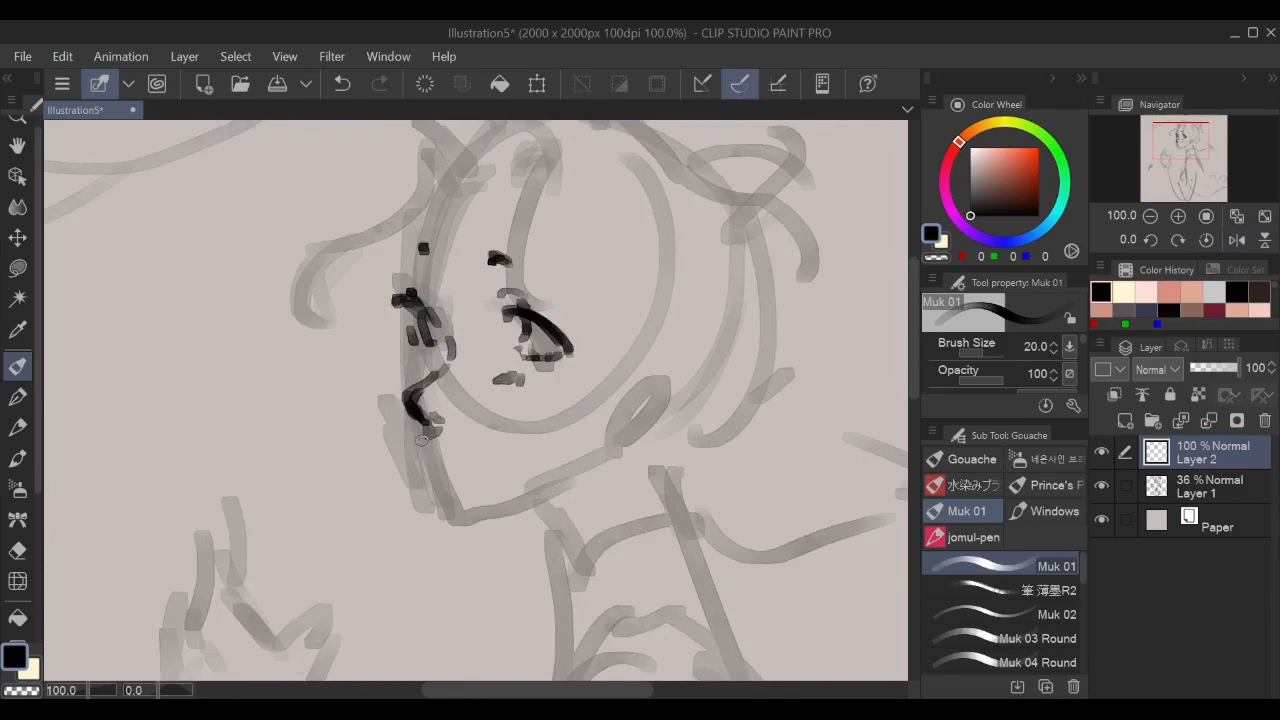 Illustration5* (2000 x 2000px 100dpi 100.0%) - CLIP STUDIO PAINT PRO
File Edit Animation Layer Select View Filter Window Help
Illustration5*
Color Wheel
Navigator
100.0
0.0
0 0 0
Tool property: Muk 01
Color History
Color Set
Muk 01
Brush Size 20.0
Opacity 100
Layer
Normal 100
Sub Tool: Gouache
Gouache
네온사인 브러
水染みブラ
Prince's P
Muk 01
Windows
jomul-pen
Muk 01
筆 薄墨R2
Muk 02
Muk 03 Round
Muk 04 Round
100 % Normal
Layer 2
36 % Normal
Layer 1
Paper
100.0
0.0